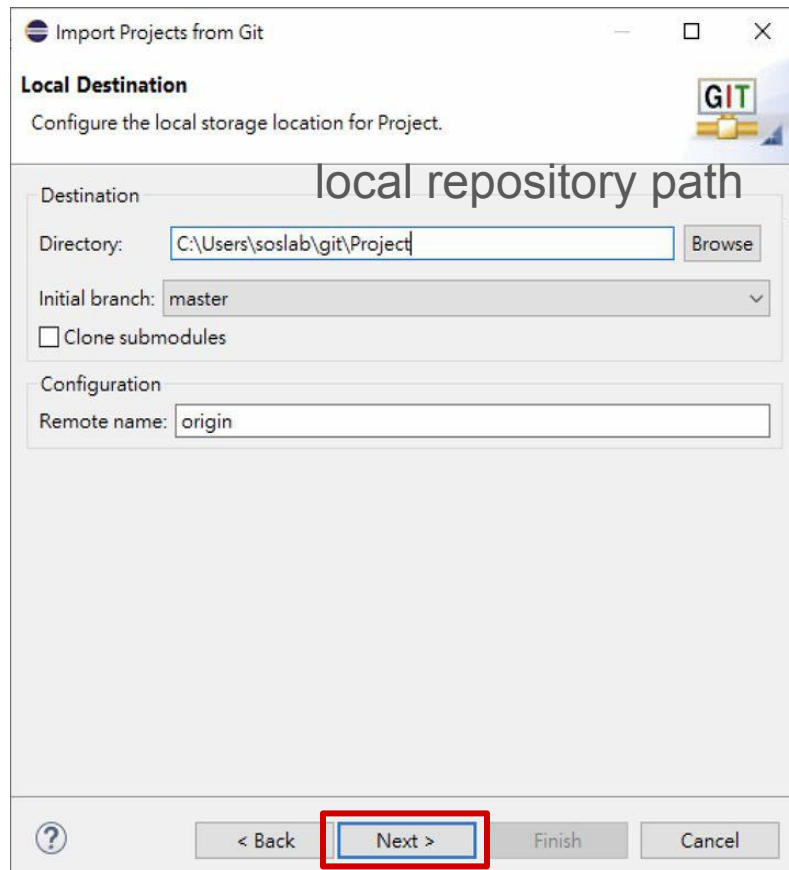 Import Projects from Git
Local Destination
Configure the local storage location for Project.
GIT
local repository path
Destination
Directory: C:\Users\soslab\git\Project Browse
Initial branch: master
Clone submodules
Configuration
Remote name: origin
? < Back Next > Finish Cancel